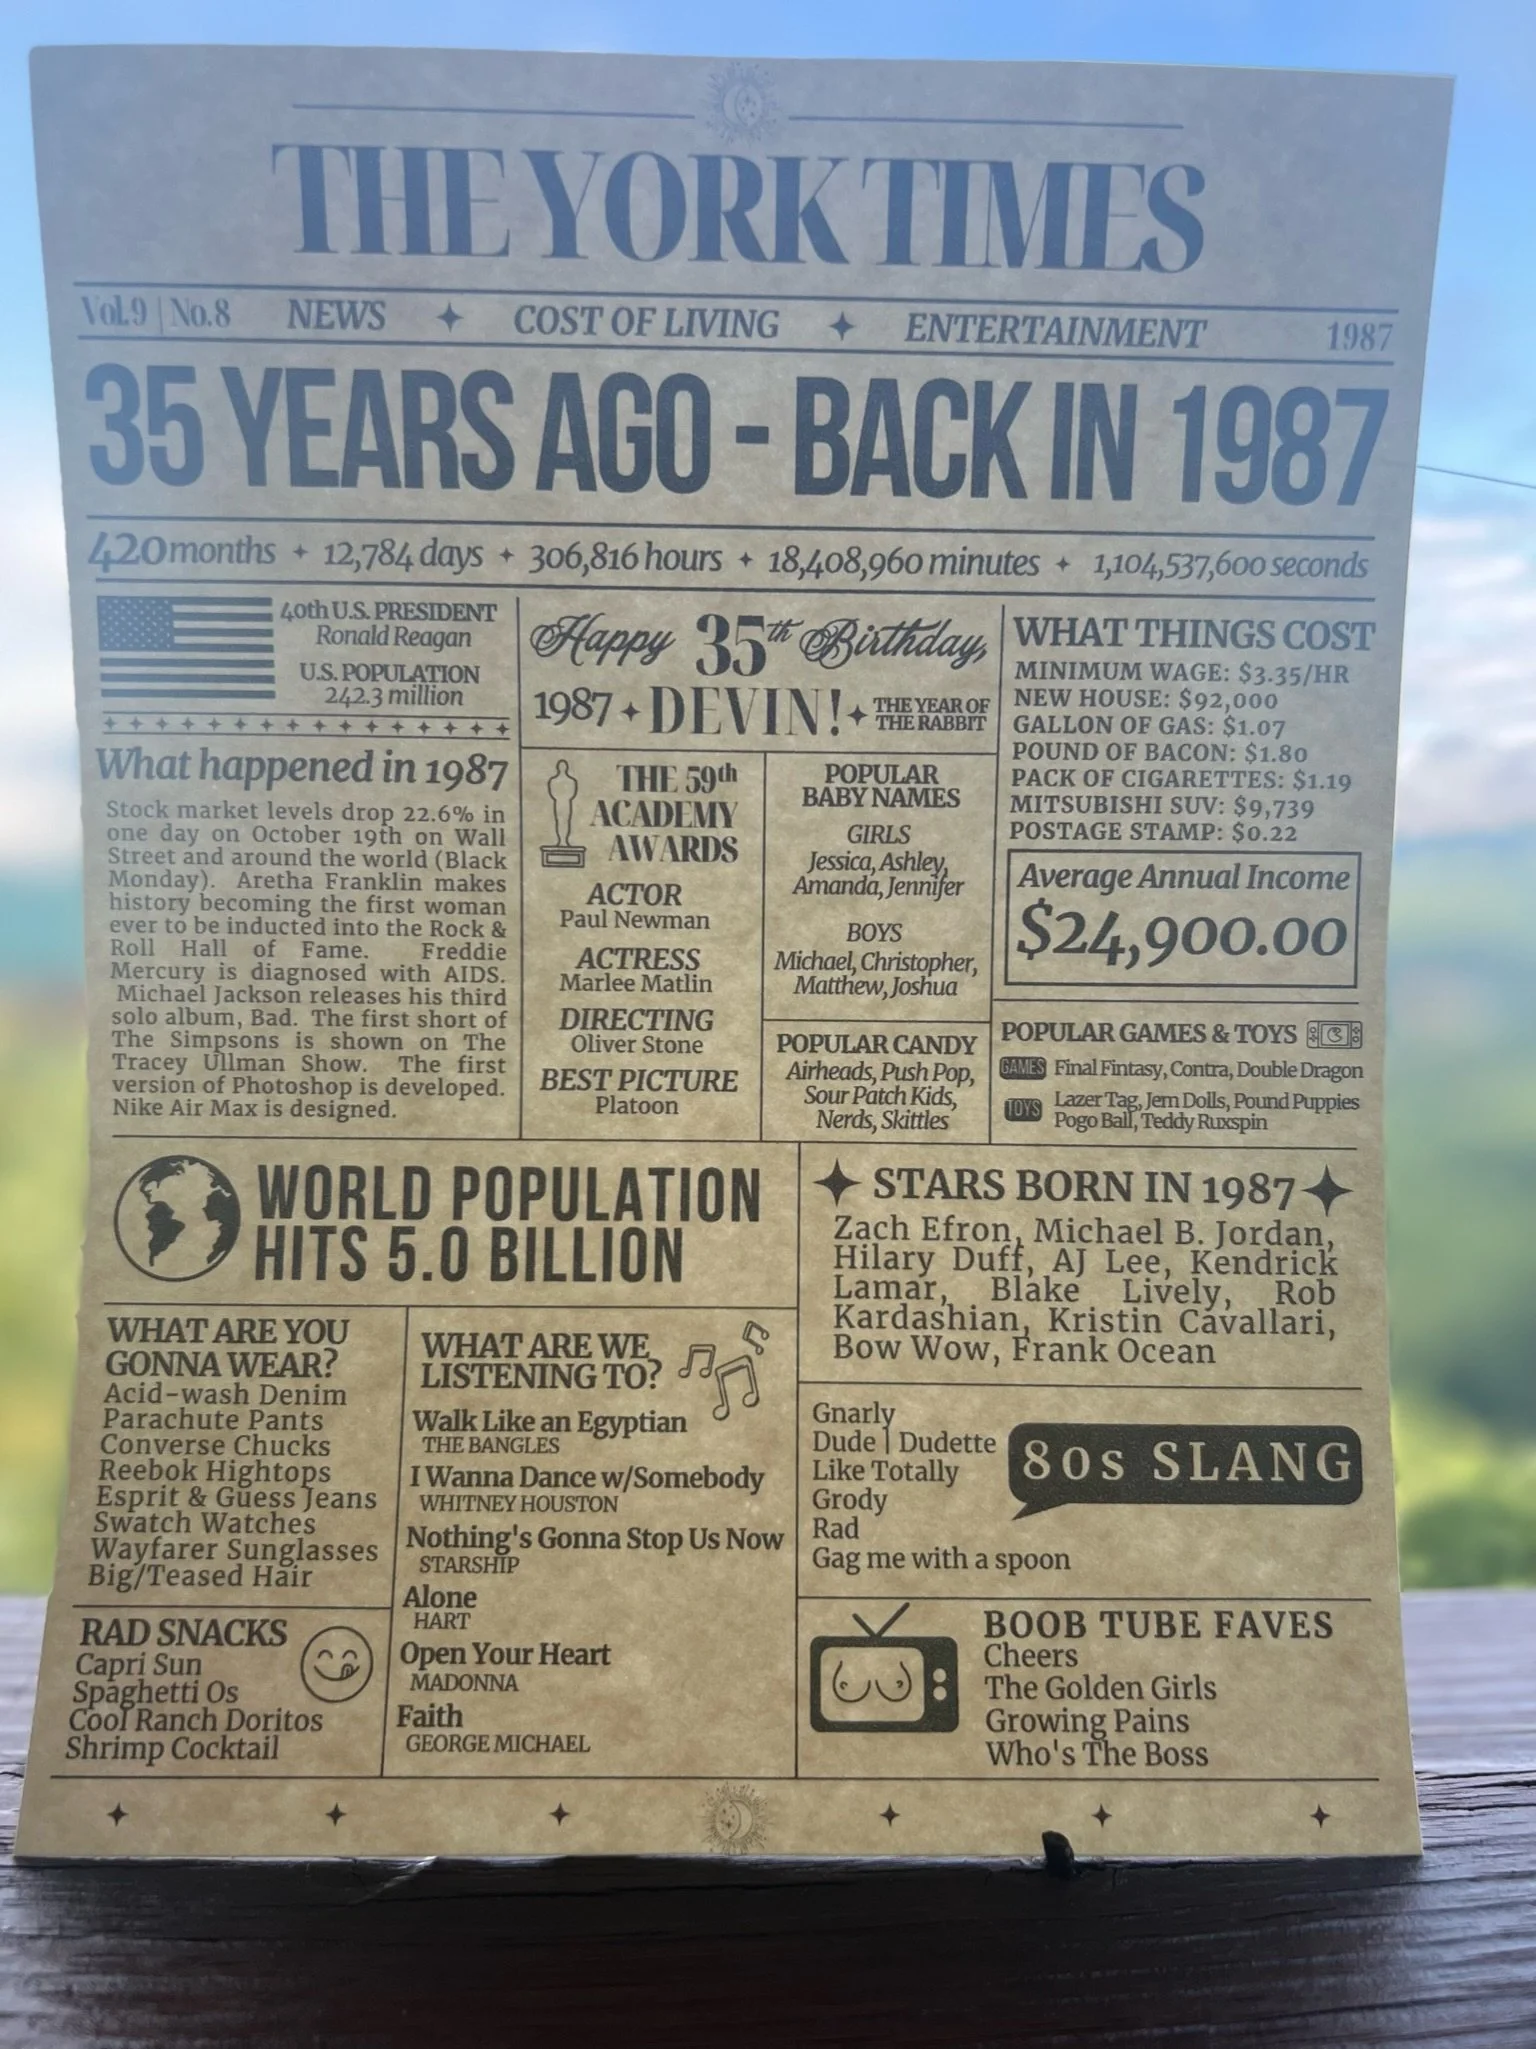 THE YORK TIMES
Vol.9 | No.8 NEWS ✦ COST OF LIVING ✦ ENTERTAINMENT 1987
35 YEARS AGO - BACK IN 1987
420 months ✦ 12,784 days ✦ 306,816 hours ✦ 18,408,960 minutes ✦ 1,104,537,600 seconds
40th U.S. PRESIDENT
Ronald Reagan
U.S. POPULATION
242.3 million
What happened in 1987
Stock market levels drop 22.6% in
one day on October 19th on Wall
Street and around the world (Black
Monday). Aretha Franklin makes
history becoming the first woman
ever to be inducted into the Rock &
Roll Hall of Fame. Freddie
Mercury is diagnosed with AIDS.
Michael Jackson releases his third
solo album, Bad. The first short of
The Simpsons is shown on The
Tracey Ullman Show. The first
version of Photoshop is developed.
Nike Air Max is designed.
Happy 35th Birthday,
1987 ✦ DEVIN! ✦ THE YEAR OF
THE RABBIT
THE 59th
ACADEMY
AWARDS
ACTOR
Paul Newman
ACTRESS
Marlee Matlin
DIRECTING
Oliver Stone
BEST PICTURE
Platoon
POPULAR
BABY NAMES
GIRLS
Jessica, Ashley,
Amanda, Jennifer
BOYS
Michael, Christopher,
Matthew, Joshua
POPULAR CANDY
Airheads, Push Pop,
Sour Patch Kids,
Nerds, Skittles
WHAT THINGS COST
MINIMUM WAGE: $3.35/HR
NEW HOUSE: $92,000
GALLON OF GAS: $1.07
POUND OF BACON: $1.80
PACK OF CIGARETTES: $1.19
MITSUBISHI SUV: $9,739
POSTAGE STAMP: $0.22
Average Annual Income
$24,900.00
POPULAR GAMES & TOYS
GAMES Final Fintasy, Contra, Double Dragon
TOYS Lazer Tag, Jem Dolls, Pound Puppies
Pogo Ball, Teddy Ruxspin
WORLD POPULATION
HITS 5.0 BILLION
STARS BORN IN 1987
Zach Efron, Michael B. Jordan,
Hilary Duff, AJ Lee, Kendrick
Lamar, Blake Lively, Rob
Kardashian, Kristin Cavallari,
Bow Wow, Frank Ocean
WHAT ARE YOU
GONNA WEAR?
Acid-wash Denim
Parachute Pants
Converse Chucks
Reebok Hightops
Esprit & Guess Jeans
Swatch Watches
Wayfarer Sunglasses
Big/Teased Hair
RAD SNACKS
Capri Sun
Spaghetti Os
Cool Ranch Doritos
Shrimp Cocktail
WHAT ARE WE
LISTENING TO?
Walk Like an Egyptian
THE BANGLES
I Wanna Dance w/Somebody
WHITNEY HOUSTON
Nothing's Gonna Stop Us Now
STARSHIP
Alone
HART
Open Your Heart
MADONNA
Faith
GEORGE MICHAEL
Gnarly
Dude | Dudette
Like Totally
Grody
Rad
Gag me with a spoon
80s SLANG
BOOB TUBE FAVES
Cheers
The Golden Girls
Growing Pains
Who's The Boss